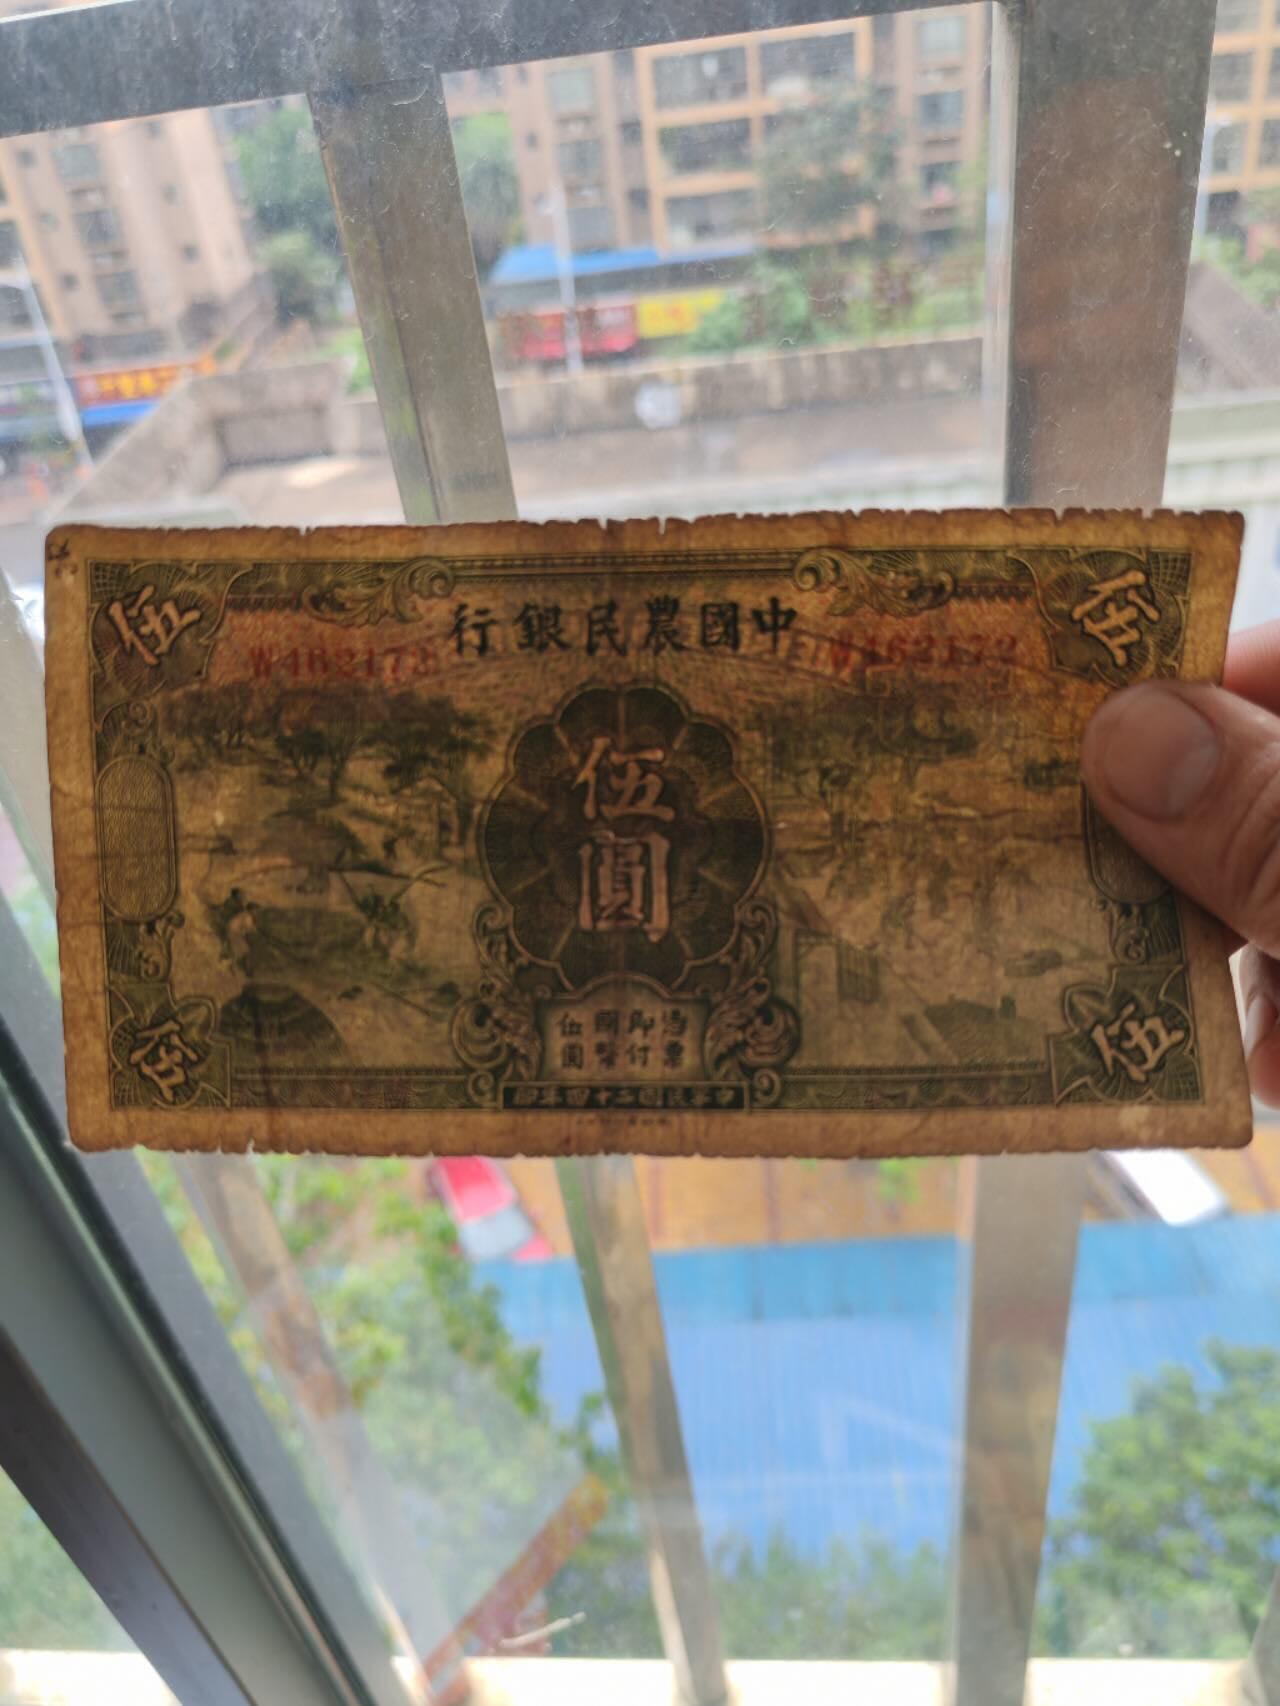 中國農民銀行
W462172 W462172
伍 伍
伍圓
憑票
即付
國幣
伍圓
伍 伍
中華民國二十四年印